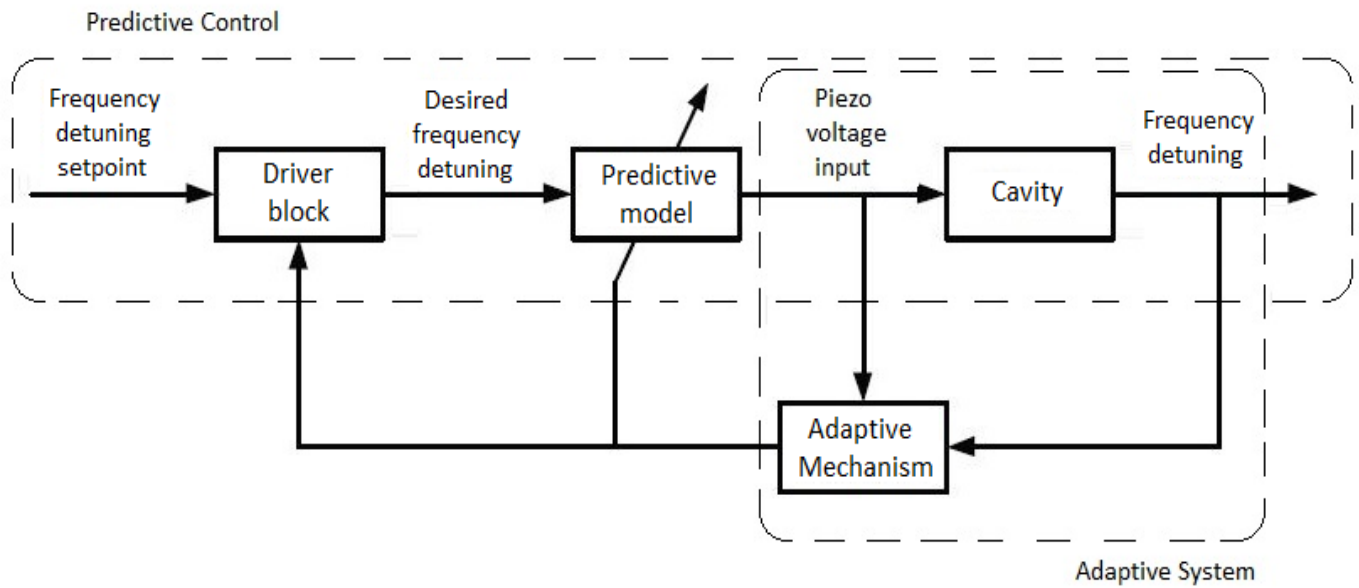 Predictive Control
Frequency
detuning
setpoint
Driver
block
Desired
frequency
detuning
Predictive
model
Piezo
voltage
input
Cavity
Frequency
detuning
Adaptive
Mechanism
Adaptive System